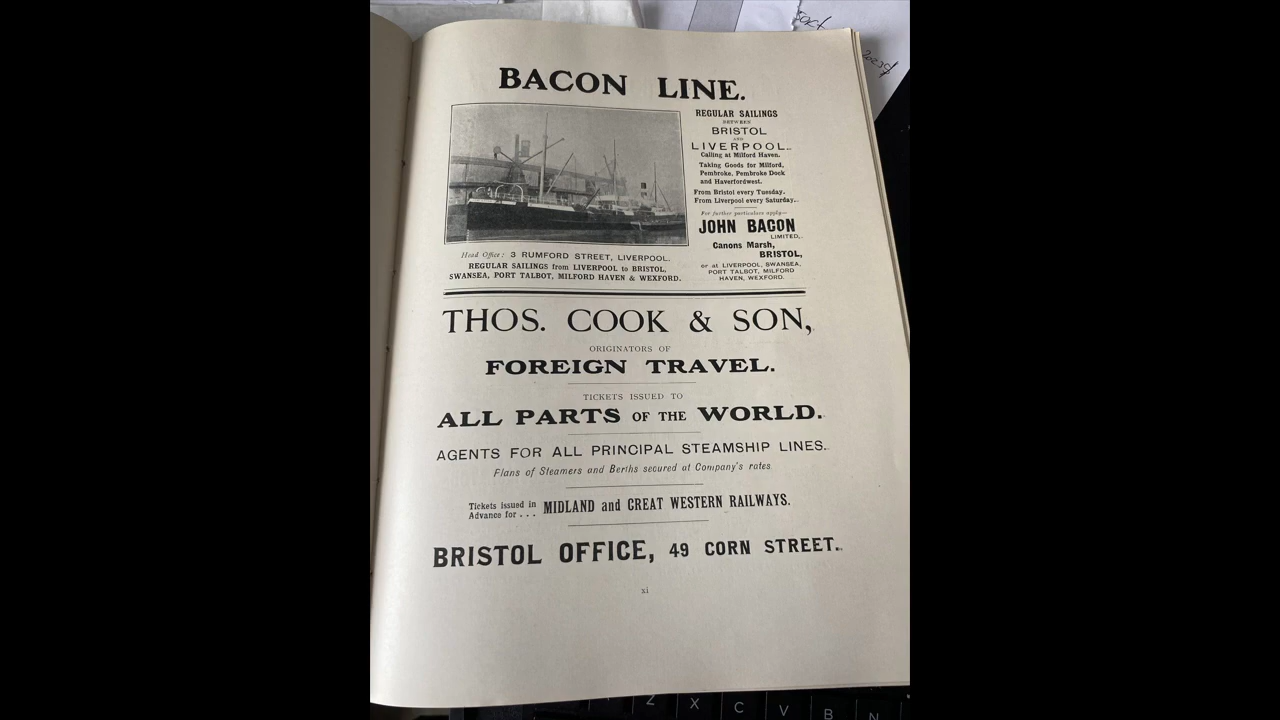 BACON LINE.
REGULAR SAILINGS
BETWEEN
BRISTOL
AND
LIVERPOOL.
Calling at Milford Haven.
Taking Goods for Milford,
Pembroke, Pembroke Dock
and Haverfordwest.
From Bristol every Tuesday.
From Liverpool every Saturday.
For further particulars apply—
JOHN BACON
LIMITED,
Canons Marsh,
BRISTOL,
or at LIVERPOOL, SWANSEA,
PORT TALBOT, MILFORD
HAVEN, WEXFORD.
Head Office: 3 RUMFORD STREET, LIVERPOOL.
REGULAR SAILINGS from LIVERPOOL to BRISTOL,
SWANSEA, PORT TALBOT, MILFORD HAVEN & WEXFORD.
THOS. COOK & SON,
ORIGINATORS OF
FOREIGN TRAVEL.
TICKETS ISSUED TO
ALL PARTS OF THE WORLD.
AGENTS FOR ALL PRINCIPAL STEAMSHIP LINES.
Plans of Steamers and Berths secured at Company's rates
Tickets issued in
Advance for . . . MIDLAND and GREAT WESTERN RAILWAYS.
BRISTOL OFFICE, 49 CORN STREET.
xi
Z X C V B N